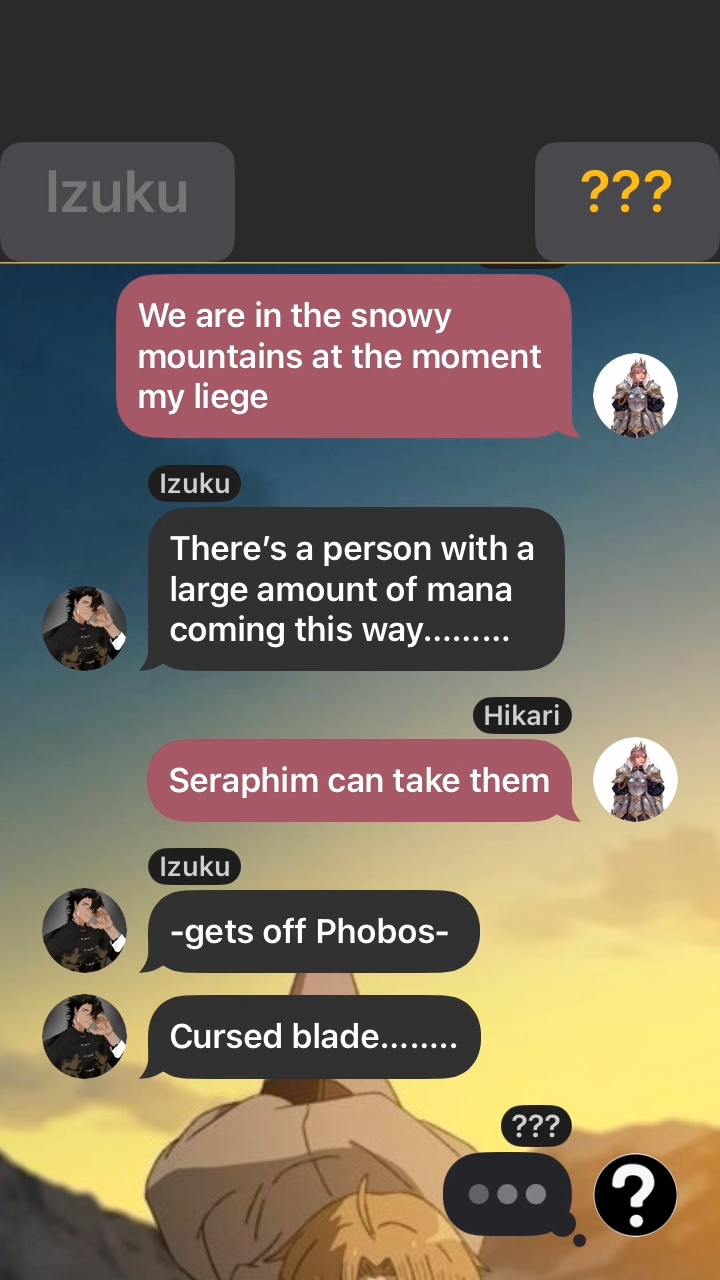 Izuku
???
We are in the snowy
mountains at the moment
my liege
Izuku
There’s a person with a
large amount of mana
coming this way.........
Hikari
Seraphim can take them
Izuku
-gets off Phobos-
Cursed blade........
???
?